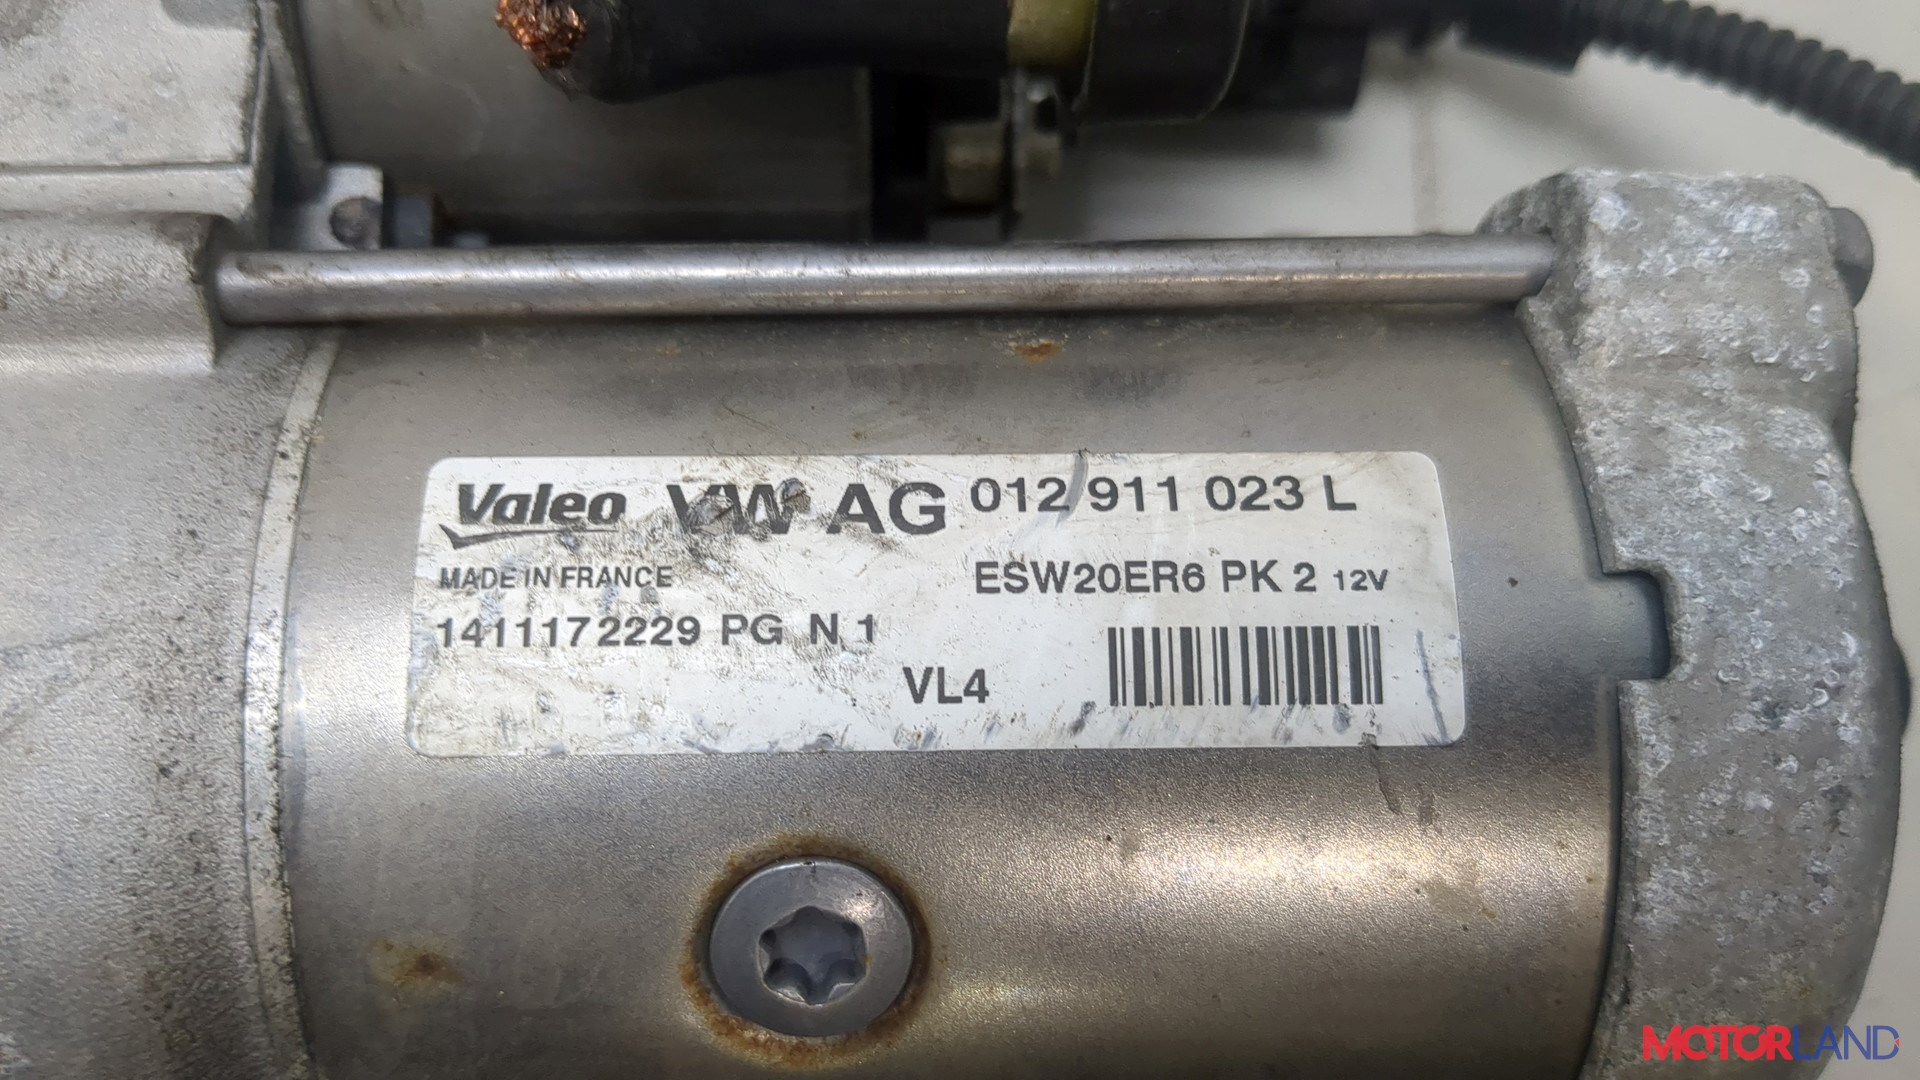 Valeo VW AG 012 911 023 L
MADE IN FRANCE ESW20ER6 PK 2 12V
1411172229 PG N 1
VL4
MOTORLAND